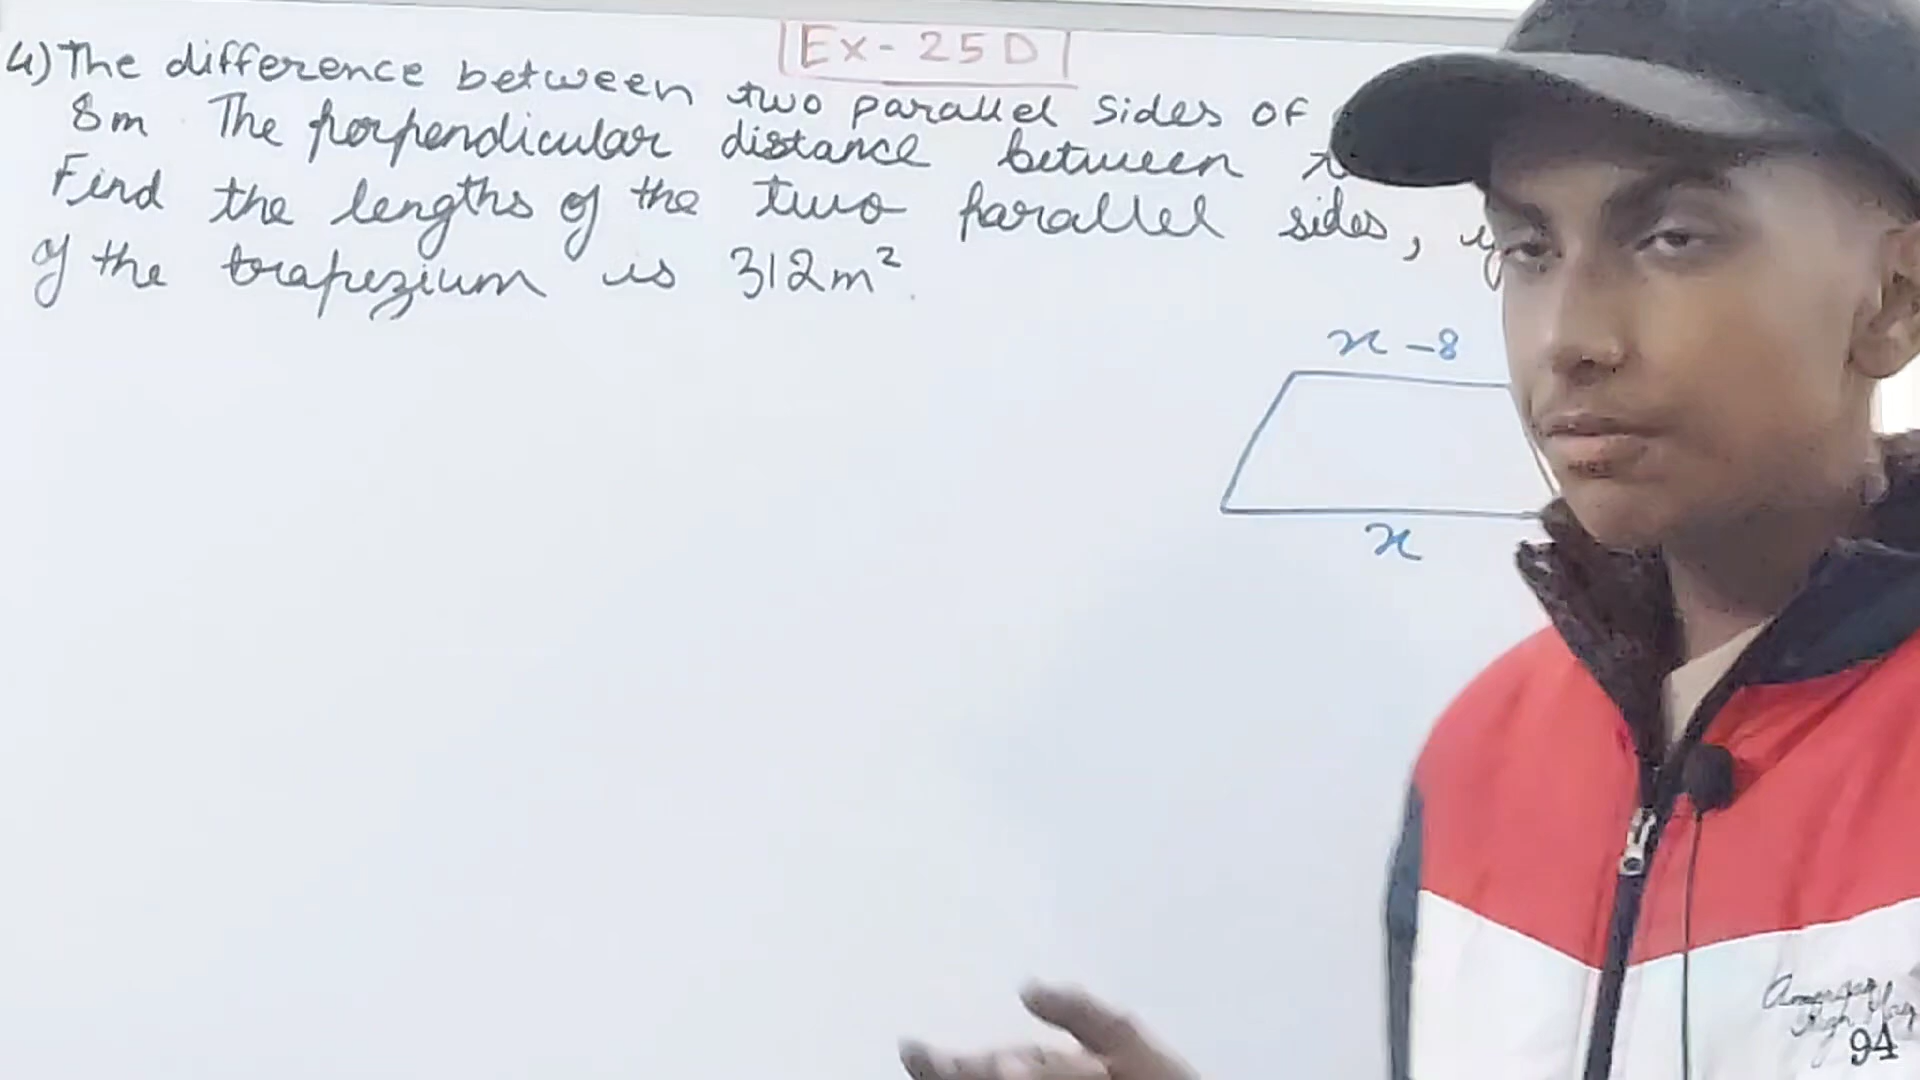 Ex - 25D
4) The difference between two parallel sides of
8m The perpendicular distance between
Find the lengths of the two parallel sides,
of the trapezium is 312m².
x - 8
x
94